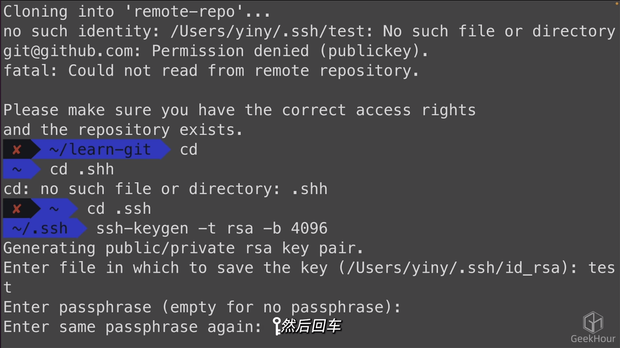 Cloning into 'remote-repo'...
no such identity: /Users/yiny/.ssh/test: No such file or directory
git@github.com: Permission denied (publickey).
fatal: Could not read from remote repository.
Please make sure you have the correct access rights
and the repository exists.
✘ ~/learn-git cd
~ cd .shh
cd: no such file or directory: .shh
✘ ~ cd .ssh
~/.ssh ssh-keygen -t rsa -b 4096
Generating public/private rsa key pair.
Enter file in which to save the key (/Users/yiny/.ssh/id_rsa): tes
t
Enter passphrase (empty for no passphrase):
Enter same passphrase again: 然后回车
GeekHour